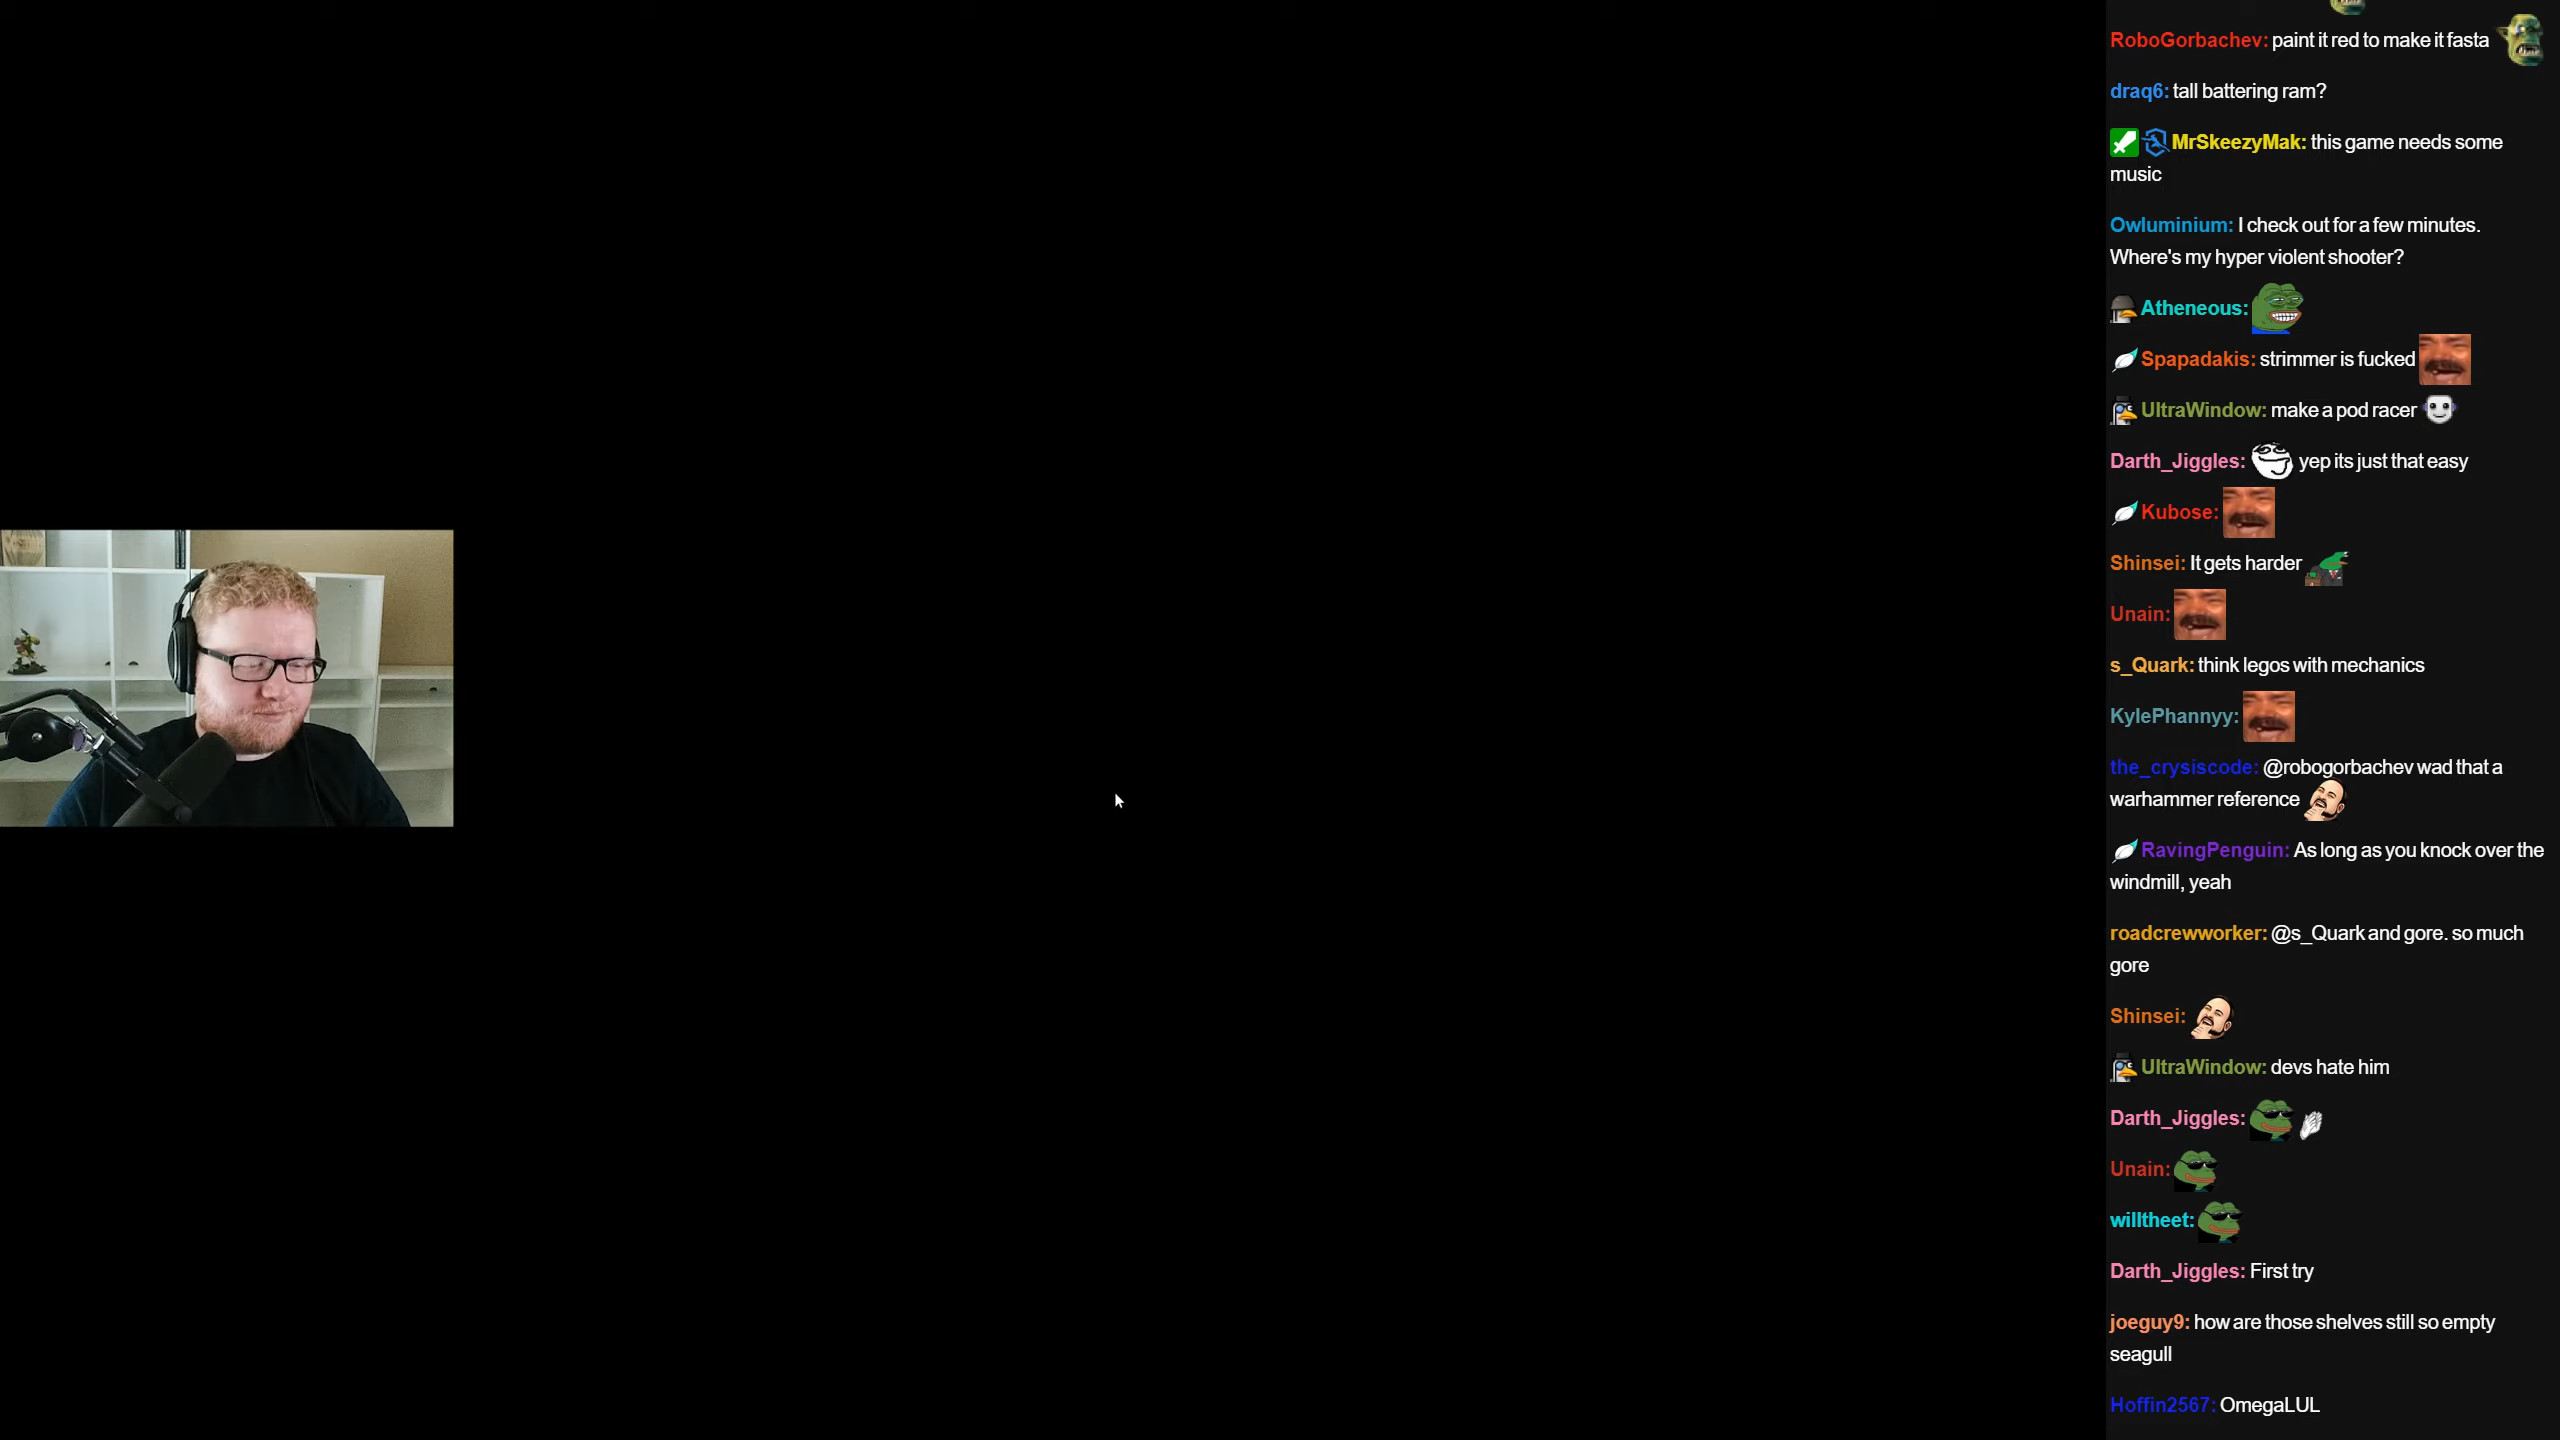 RoboGorbachev: paint it red to make it fasta
draq6: tall battering ram?
MrSkeezyMak: this game needs some
music
Owluminium: I check out for a few minutes.
Where's my hyper violent shooter?
Atheneous:
Spapadakis: strimmer is fucked
UltraWindow: make a pod racer
Darth_Jiggles: yep its just that easy
Kubose:
Shinsei: It gets harder
Unain:
s_Quark: think legos with mechanics
KylePhannyy:
the_crysiscode: @robogorbachev wad that a
warhammer reference
RavingPenguin: As long as you knock over the
windmill, yeah
roadcrewworker: @s_Quark and gore. so much
gore
Shinsei:
UltraWindow: devs hate him
Darth_Jiggles:
Unain:
willtheet:
Darth_Jiggles: First try
joeguy9: how are those shelves still so empty
seagull
Hoffin2567: OmegaLUL